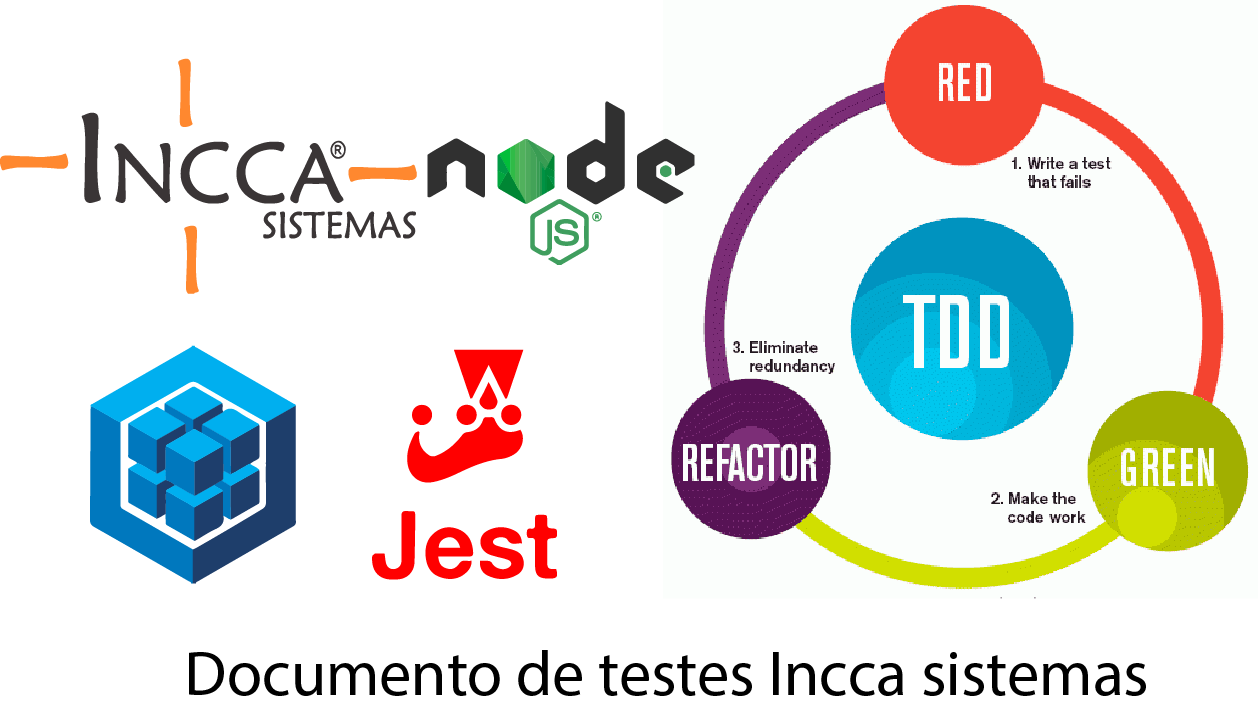 INCCA®
SISTEMAS
node
JS®
RED
1. Write a test
that fails
TDD
3. Eliminate
redundancy
REFACTOR
GREEN
2. Make the
code work
Jest
Documento de testes Incca sistemas